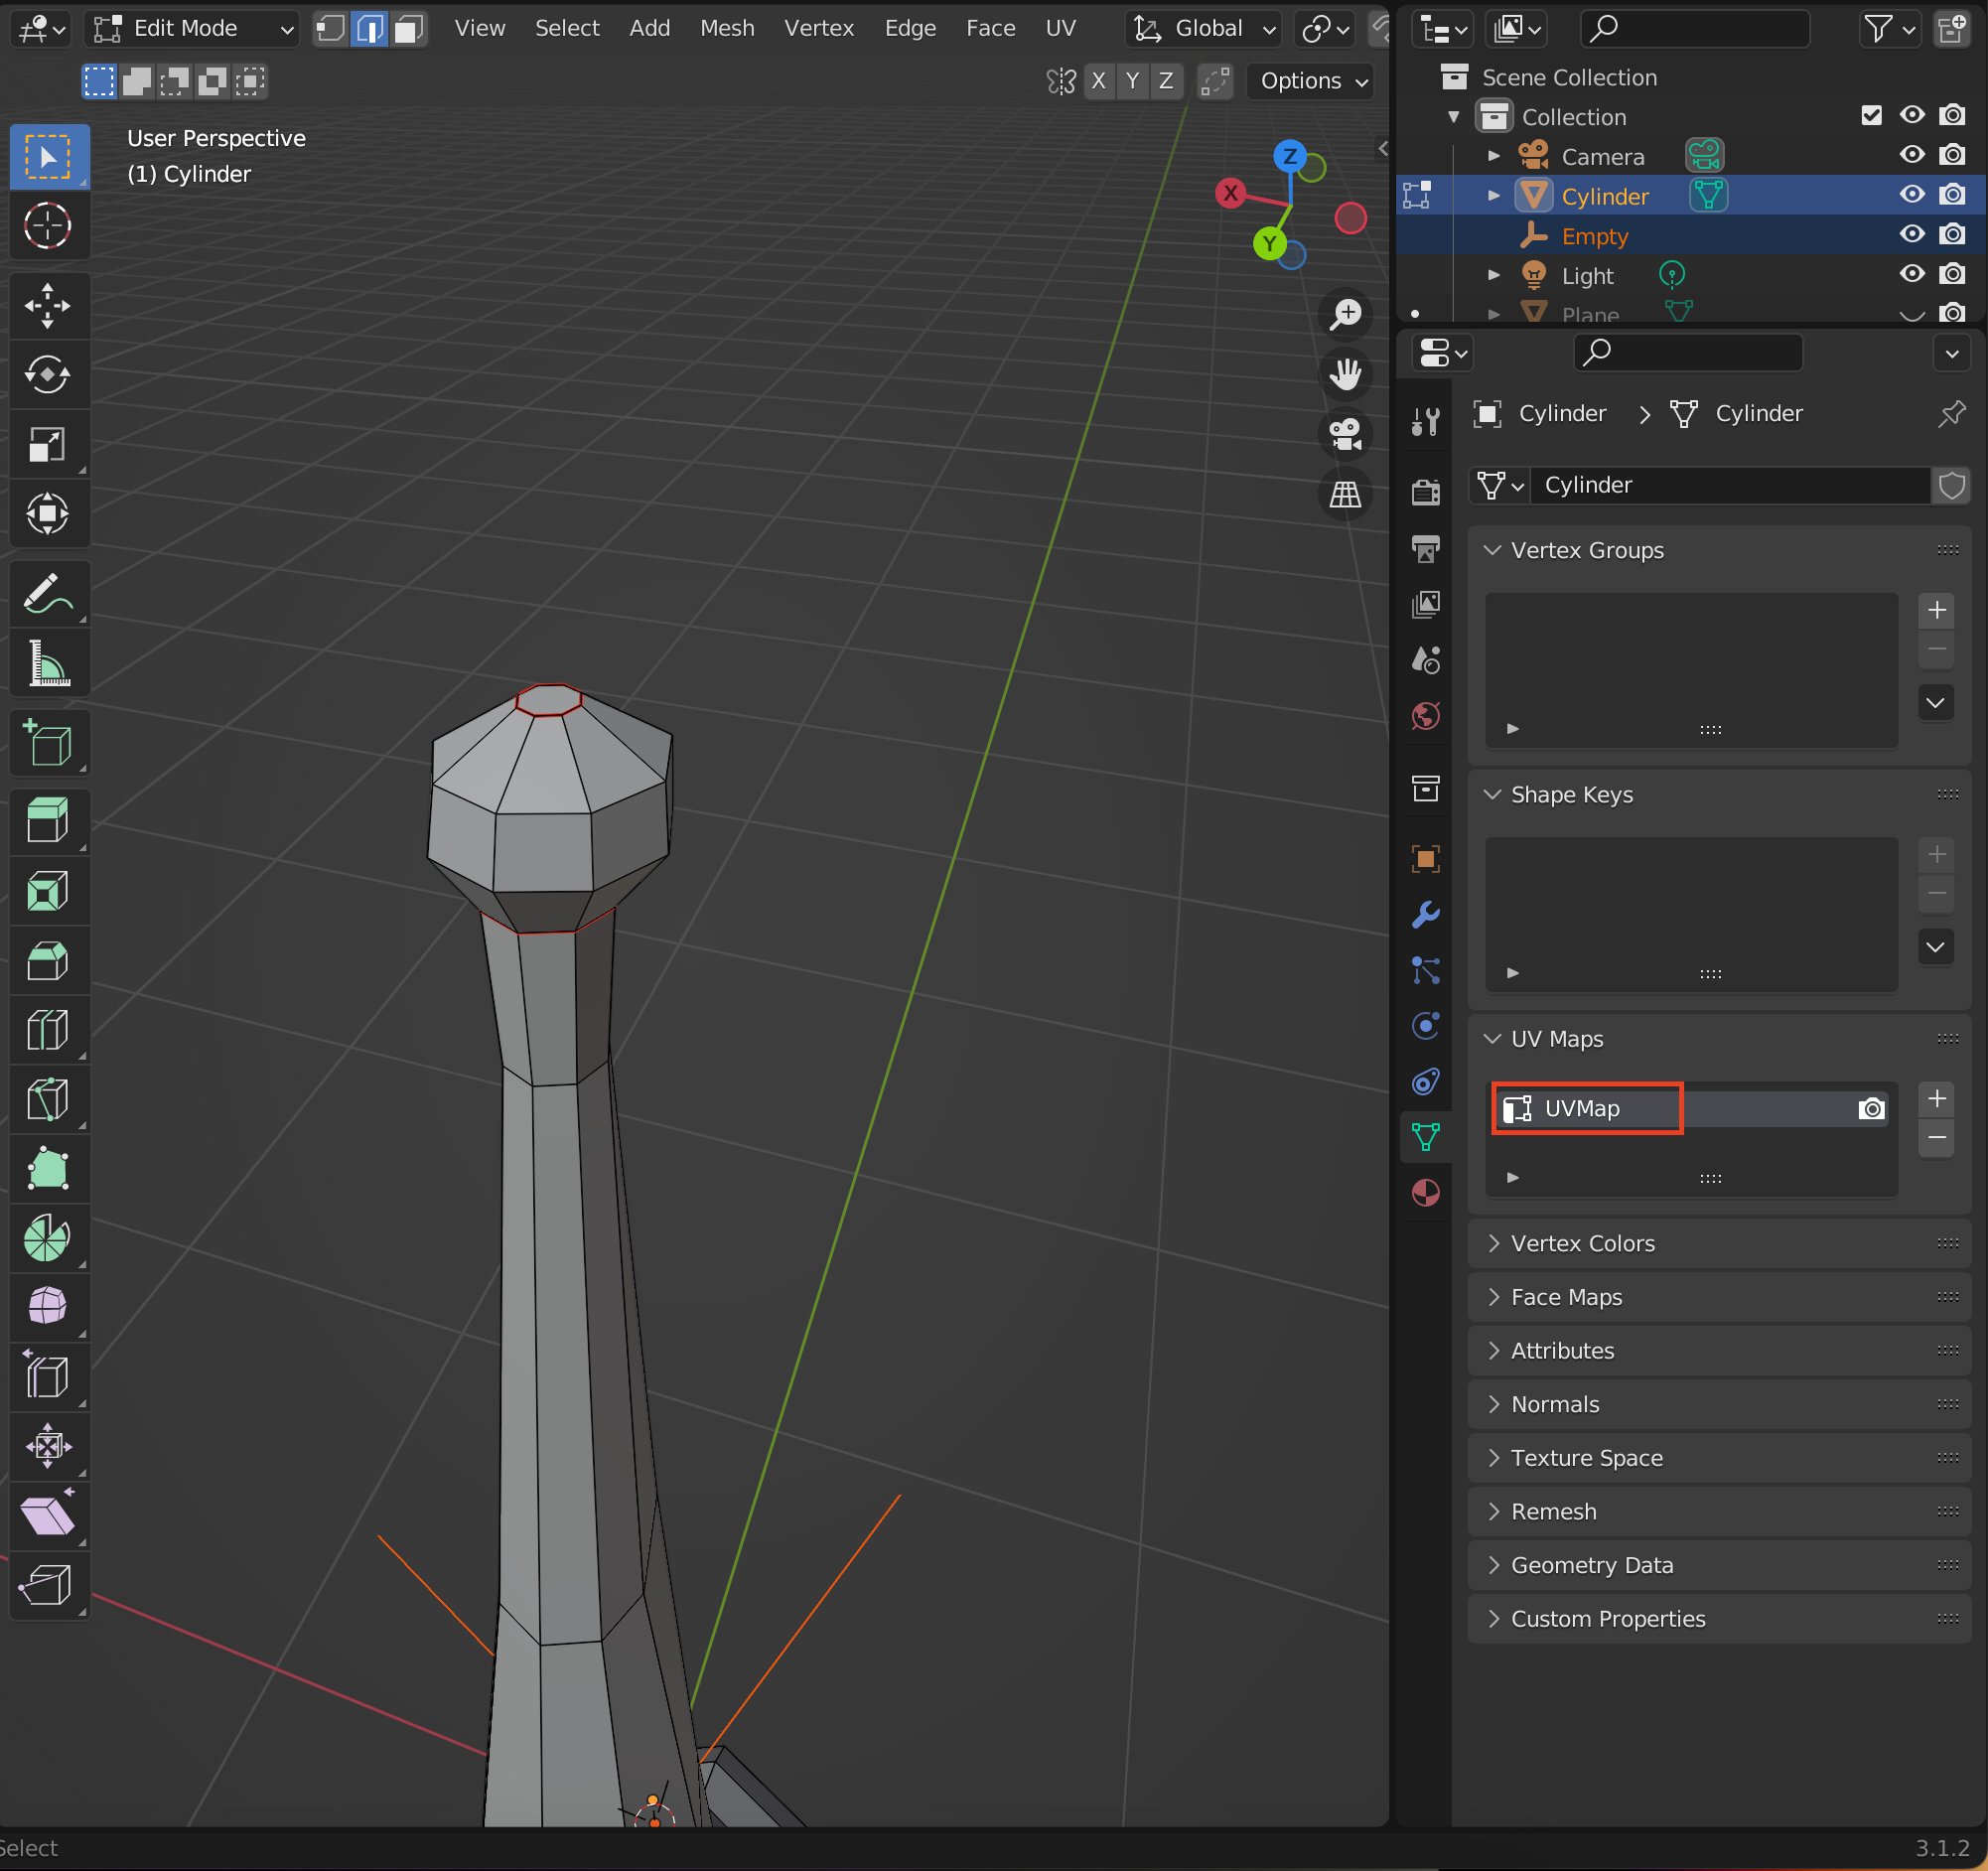 Edit Mode
View
Select
Add
Mesh
Vertex
Edge
Face
UV
Global
X
Y
Z
Options
User Perspective
(1) Cylinder
Z
X
Y
Scene Collection
Collection
Camera
Cylinder
Empty
Light
Plane
Cylinder
Cylinder
Cylinder
Vertex Groups
Shape Keys
UV Maps
UVMap
Vertex Colors
Face Maps
Attributes
Normals
Texture Space
Remesh
Geometry Data
Custom Properties
Select
3.1.2